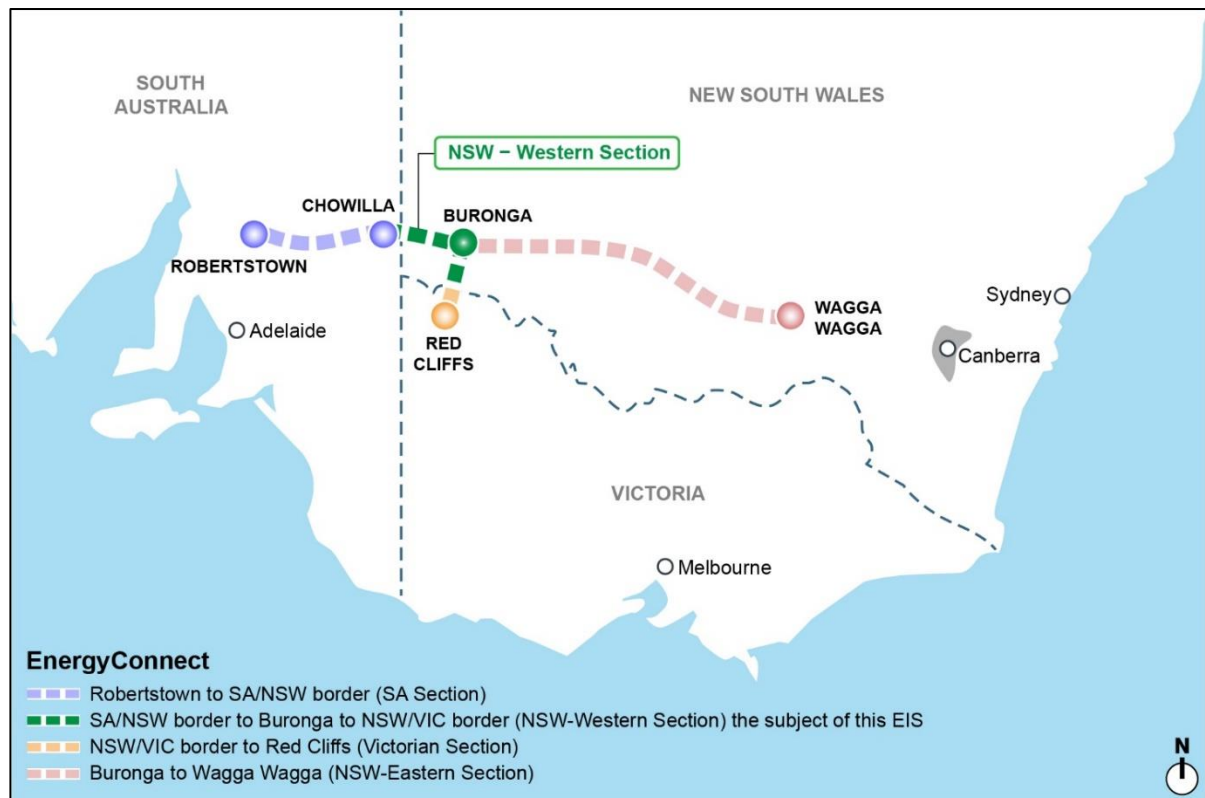 SOUTH
AUSTRALIA
NEW SOUTH WALES
NSW – Western Section
CHOWILLA
BURONGA
ROBERTSTOWN
Adelaide
RED
CLIFFS
WAGGA
WAGGA
Sydney
Canberra
VICTORIA
Melbourne
EnergyConnect
Robertstown to SA/NSW border (SA Section)
SA/NSW border to Buronga to NSW/VIC border (NSW-Western Section) the subject of this EIS
NSW/VIC border to Red Cliffs (Victorian Section)
Buronga to Wagga Wagga (NSW-Eastern Section)
N